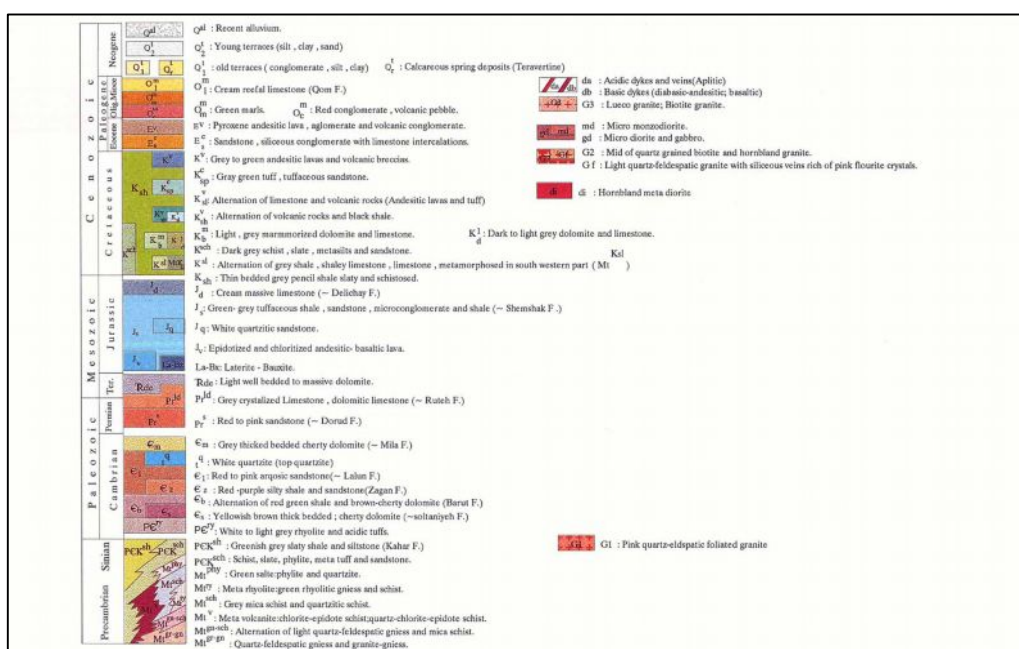 Qal : Recent alluvium.
Q2t : Young terraces (silt , clay , sand)
Q1t : old terraces ( conglomerate , silt , clay)   Qrt : Calcareous spring deposits (Teravertine)
O1m : Cream reefal limestone (Qom F.)
Omm : Green marls.   Ocm : Red conglomerate , volcanic pebble.
Ev : Pyroxene andesitic lava , aglomerate and volcanic conglomerate.
Esc : Sandstone , siliceous conglomerate with limestone intercalations.
Kv : Grey to green andesitic lavas and volcanic breccias.
Kspc : Gray green tuff , tuffaceous sandstone.
Kslv : Alternation of limestone and volcanic rocks (Andesitic lavas and tuff)
Kshv : Alternation of volcanic rocks and black shale.
Kbm : Light , grey marmmorized dolomite and limestone.   Kdl : Dark to light grey dolomite and limestone.
Ksch : Dark grey schist , slate , metasilts and sandstone.
Ksl : Alternation of grey shale , shaley limestone , limestone , metamorphosed in south western part ( Mt Ksl )
Ksh : Thin bedded grey pencil shale slaty and schistosed.
Jd : Cream massive limestone (~ Delichay F.)
Js : Green- grey tuffaceous shale , sandstone , microconglomerate and shale (~ Shemshak F .)
Jq : White quartzitic sandstone.
Jv : Epidotized and chloritized andesitic- basaltic lava.
La-Bx: Laterite - Bauxite.
Rdc : Light well bedded to massive dolomite.
Prld : Grey crystalized Limestone , dolomitic limestone (~ Ruteh F.)
Prs : Red to pink sandstone (~ Dorud F.)
Єm : Grey thicked bedded cherty dolomite (~ Mila F.)
tq : White quartzite (top quartzite)
Єl : Red to pink arqosic sandstone(~ Lalun F.)
Єz : Red -purple silty shale and sandstone(Zagan F.)
Єb : Alternation of red green shale and brown-cherty dolomite (Barut F.)
Єs : Yellowish brown thick bedded ; cherty dolomite (~soltaniyeh F.)
PЄry: White to light grey rhyolite and acidic tuffs.
PЄKsh : Greenish grey slaty shale and siltstone (Kahar F.)
PЄKsch : Schist, slate, phylite, meta tuff and sandstone.
Mtphy : Green salte:phylite and quartzite.
Mtry : Meta rhyolite:green rhyolitic gniess and schist.
Mtsch : Grey mica schist and quartzitic schist.
Mtv : Meta volcanite:chlorite-epidote schist;quartz-chlorite-epidote schist.
Mtgn-sch: Alternation of light quartz-feldespatic gniess and mica schist.
Mtgr-gn : Quartz-feldespatic gniess and granite-gniess.
da : Acidic dykes and veins(Aplitic)
db : Basic dykes (diabasic-andesitic; basaltic)
G3 : Lueco granite; Biotite granite.
md : Micro monzodiorite.
gd : Micro diorite and gabbro.
G2 : Mid of quartz grained biotite and hornbland granite.
Gf : Light quartz-feldespatic granite with siliceous veins rich of pink flourite crystals.
di
di : Hornbland meta diorite
G1
G1 : Pink quartz-eldspatic foliated granite
Cenozoic
Neogene
Paleogene
Olig.Mioce
Eocene
Cretaceous
Mesozoic
Jurassic
Ter.
Paleozoic
Permian
Cambrian
Precambrian
Sinian